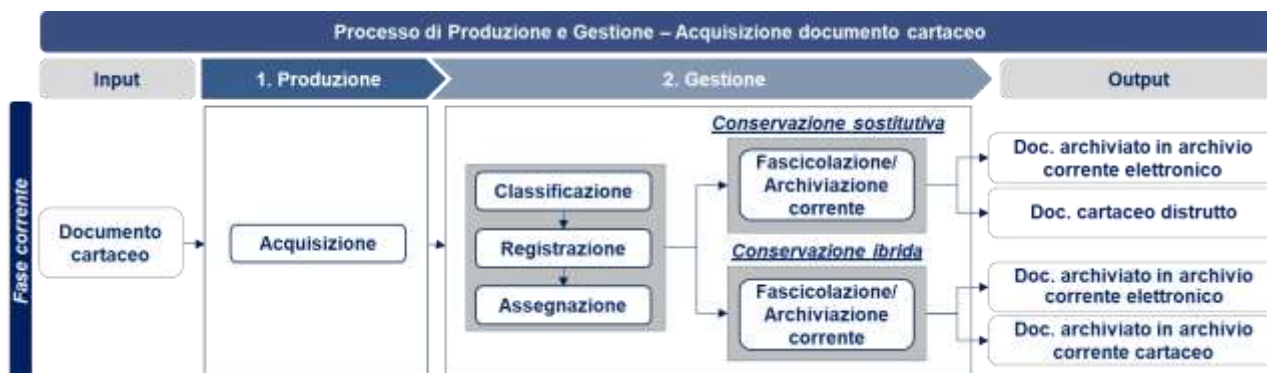 Processo di Produzione e Gestione – Acquisizione documento cartaceo
Input
1. Produzione
2. Gestione
Output
Fase corrente
Documento
cartaceo
Acquisizione
Classificazione
Registrazione
Assegnazione
Conservazione sostitutiva
Fascicolazione/
Archiviazione
corrente
Conservazione ibrida
Fascicolazione/
Archiviazione
corrente
Doc. archiviato in archivio
corrente elettronico
Doc. cartaceo distrutto
Doc. archiviato in archivio
corrente elettronico
Doc. archiviato in archivio
corrente cartaceo